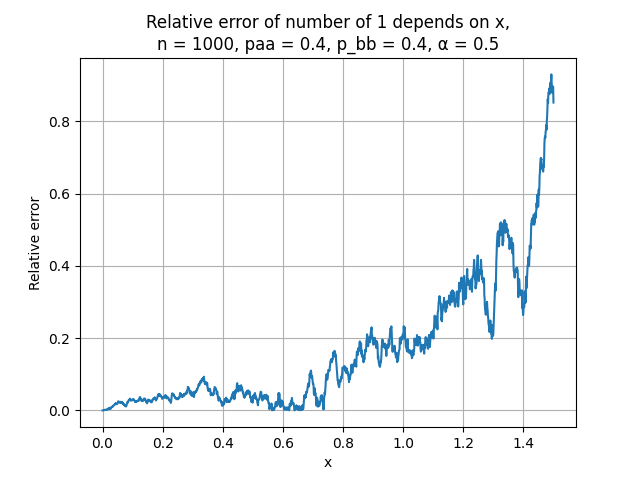 Relative error of number of 1 depends on x,
n = 1000, paa = 0.4, p_bb = 0.4, α = 0.5
Relative error
0.8
0.6
0.4
0.2
0.0
0.0 0.2 0.4 0.6 0.8 1.0 1.2 1.4
x